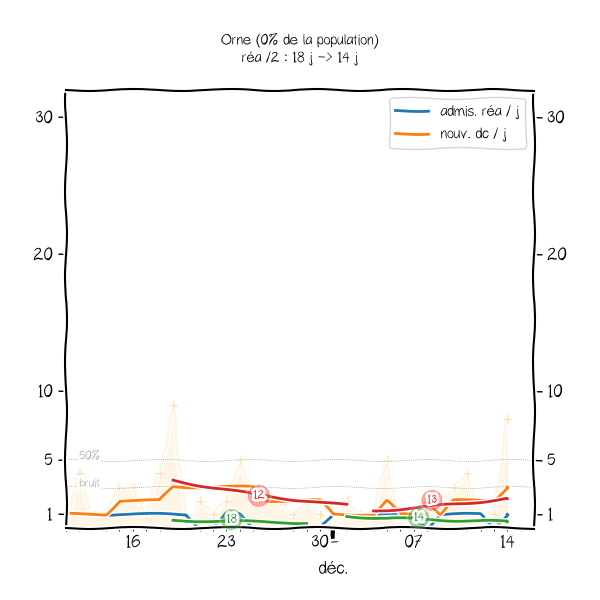 Orne (0% de la population)
réa /2 : 18 j -> 14 j
admis. réa / j
nouv. dc / j
30 30
20 20
10 10
5 5
1 1
50%
bruit
12
13
18
14
16 23 30 07 14
déc.